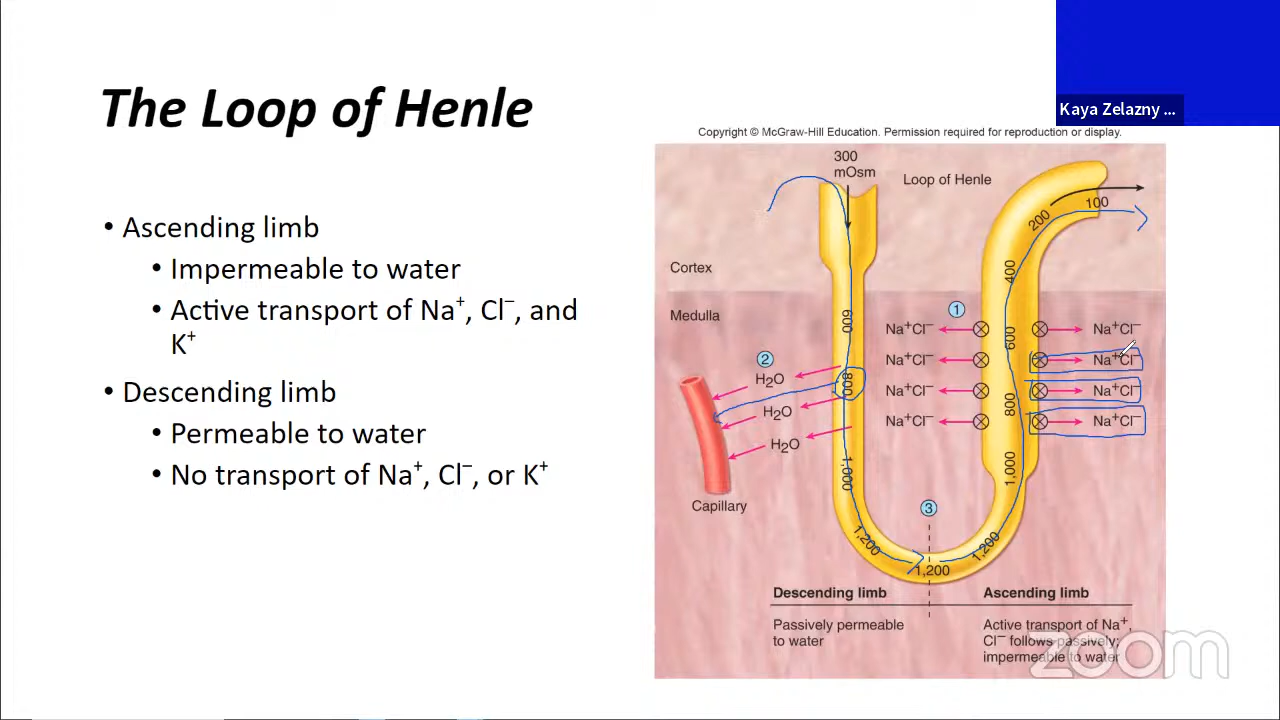 The Loop of Henle
• Ascending limb
• Impermeable to water
• Active transport of Na⁺, Cl⁻, and
K⁺
• Descending limb
• Permeable to water
• No transport of Na⁺, Cl⁻, or K⁺
Kaya Zelazny ...
Copyright © McGraw-Hill Education. Permission required for reproduction or display.
300
mOsm
Loop of Henle
Cortex
Medulla
600
800
1,000
1,200
1,200
1,200
1,000
800
600
400
200
100
1
Na⁺Cl⁻
Na⁺Cl⁻
Na⁺Cl⁻
Na⁺Cl⁻
Na⁺Cl⁻
Na⁺Cl⁻
Na⁺Cl⁻
Na⁺Cl⁻
2
H₂O
H₂O
H₂O
Capillary
3
Descending limb
Passively permeable
to water
Ascending limb
Active transport of Na⁺,
Cl⁻ follows passively;
impermeable to water
zoom